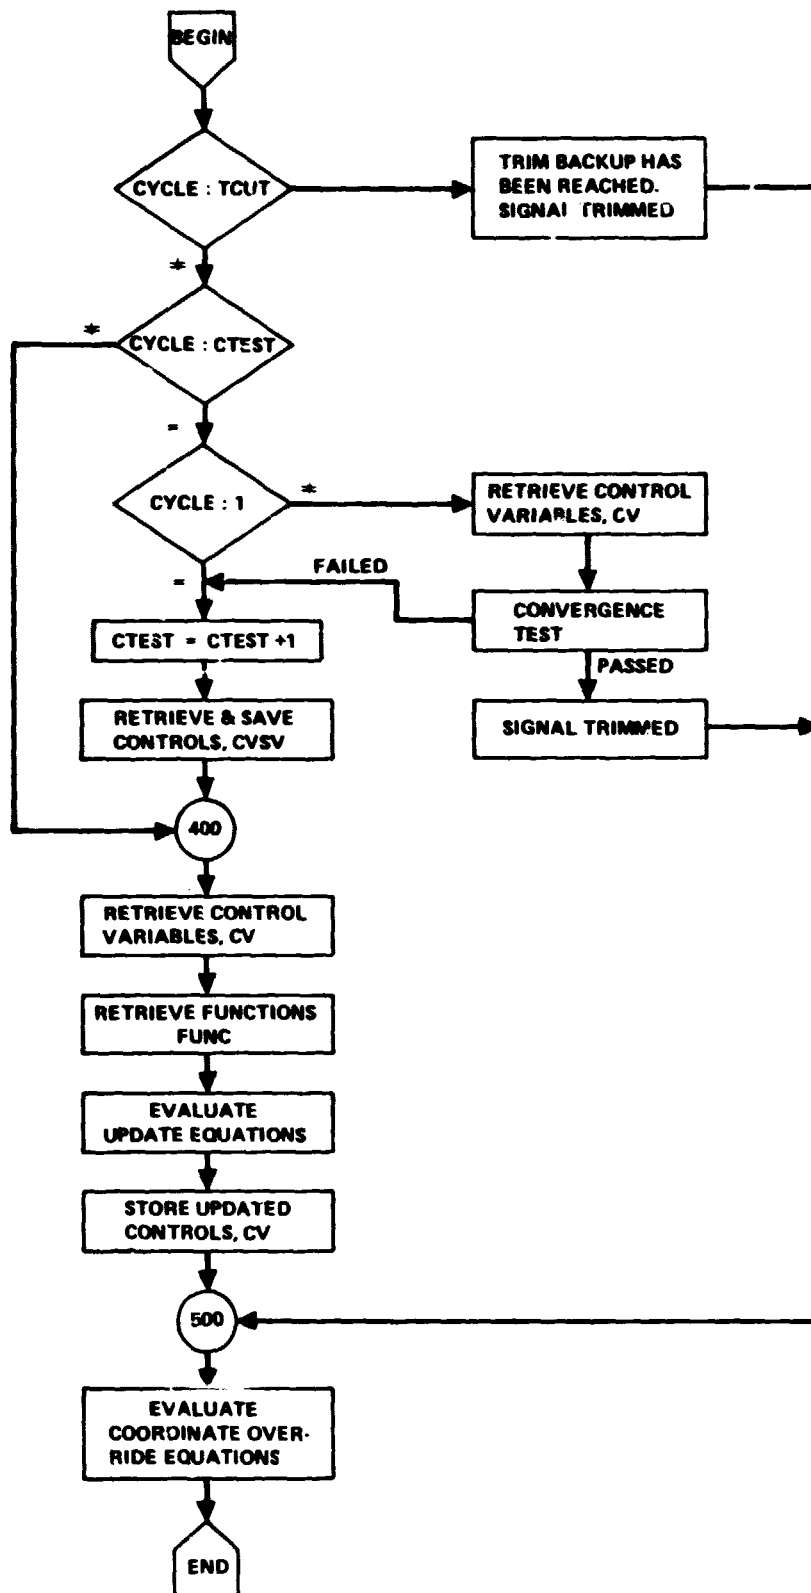 BEGIN
CYCLE : TCUT
TRIM BACKUP HAS
BEEN REACHED.
SIGNAL TRIMMED
≠
CYCLE : CTEST
≠
=
CYCLE : 1
≠
RETRIEVE CONTROL
VARIABLES, CV
=
FAILED
CONVERGENCE
TEST
CTEST = CTEST +1
PASSED
RETRIEVE & SAVE
CONTROLS, CVSV
SIGNAL TRIMMED
400
RETRIEVE CONTROL
VARIABLES, CV
RETRIEVE FUNCTIONS
FUNC
EVALUATE
UPDATE EQUATIONS
STORE UPDATED
CONTROLS, CV
500
EVALUATE
COORDINATE OVER-
RIDE EQUATIONS
END